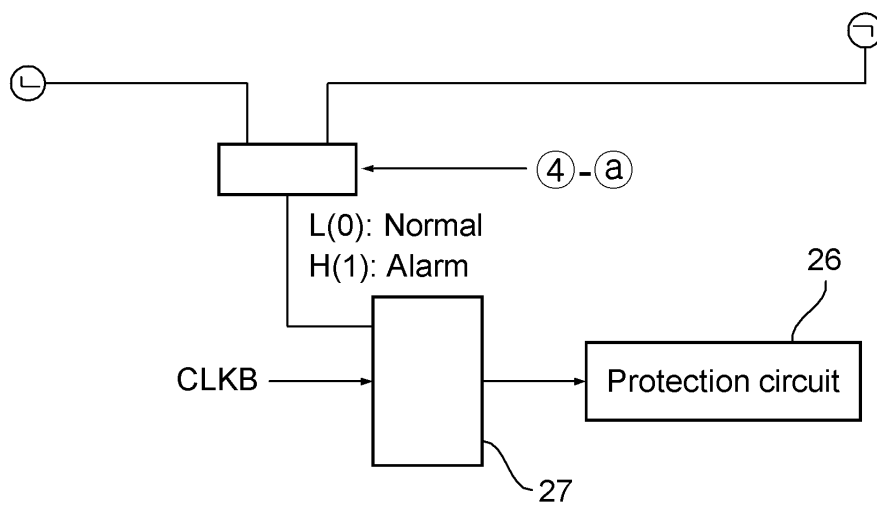 ㄱ
ㄴ
④-ⓐ
L(0): Normal
H(1): Alarm
26
CLKB
Protection circuit
27